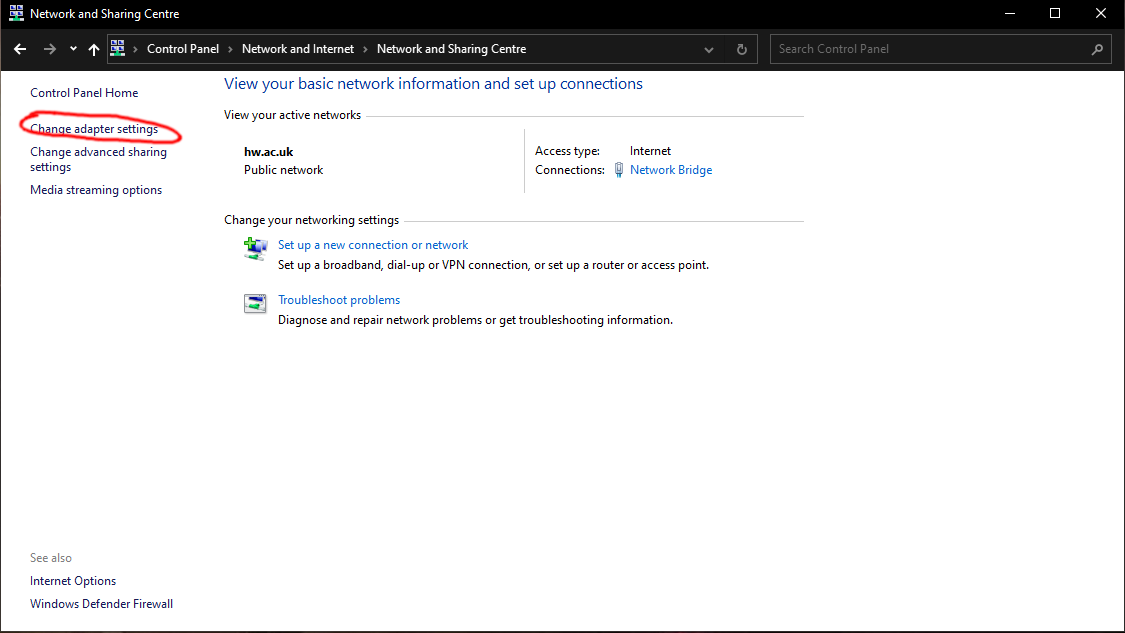 Network and Sharing Centre
Control Panel > Network and Internet > Network and Sharing Centre
Search Control Panel
Control Panel Home
Change adapter settings
Change advanced sharing
settings
Media streaming options
View your basic network information and set up connections
View your active networks
hw.ac.uk
Public network
Access type: Internet
Connections: Network Bridge
Change your networking settings
Set up a new connection or network
Set up a broadband, dial-up or VPN connection, or set up a router or access point.
Troubleshoot problems
Diagnose and repair network problems or get troubleshooting information.
See also
Internet Options
Windows Defender Firewall